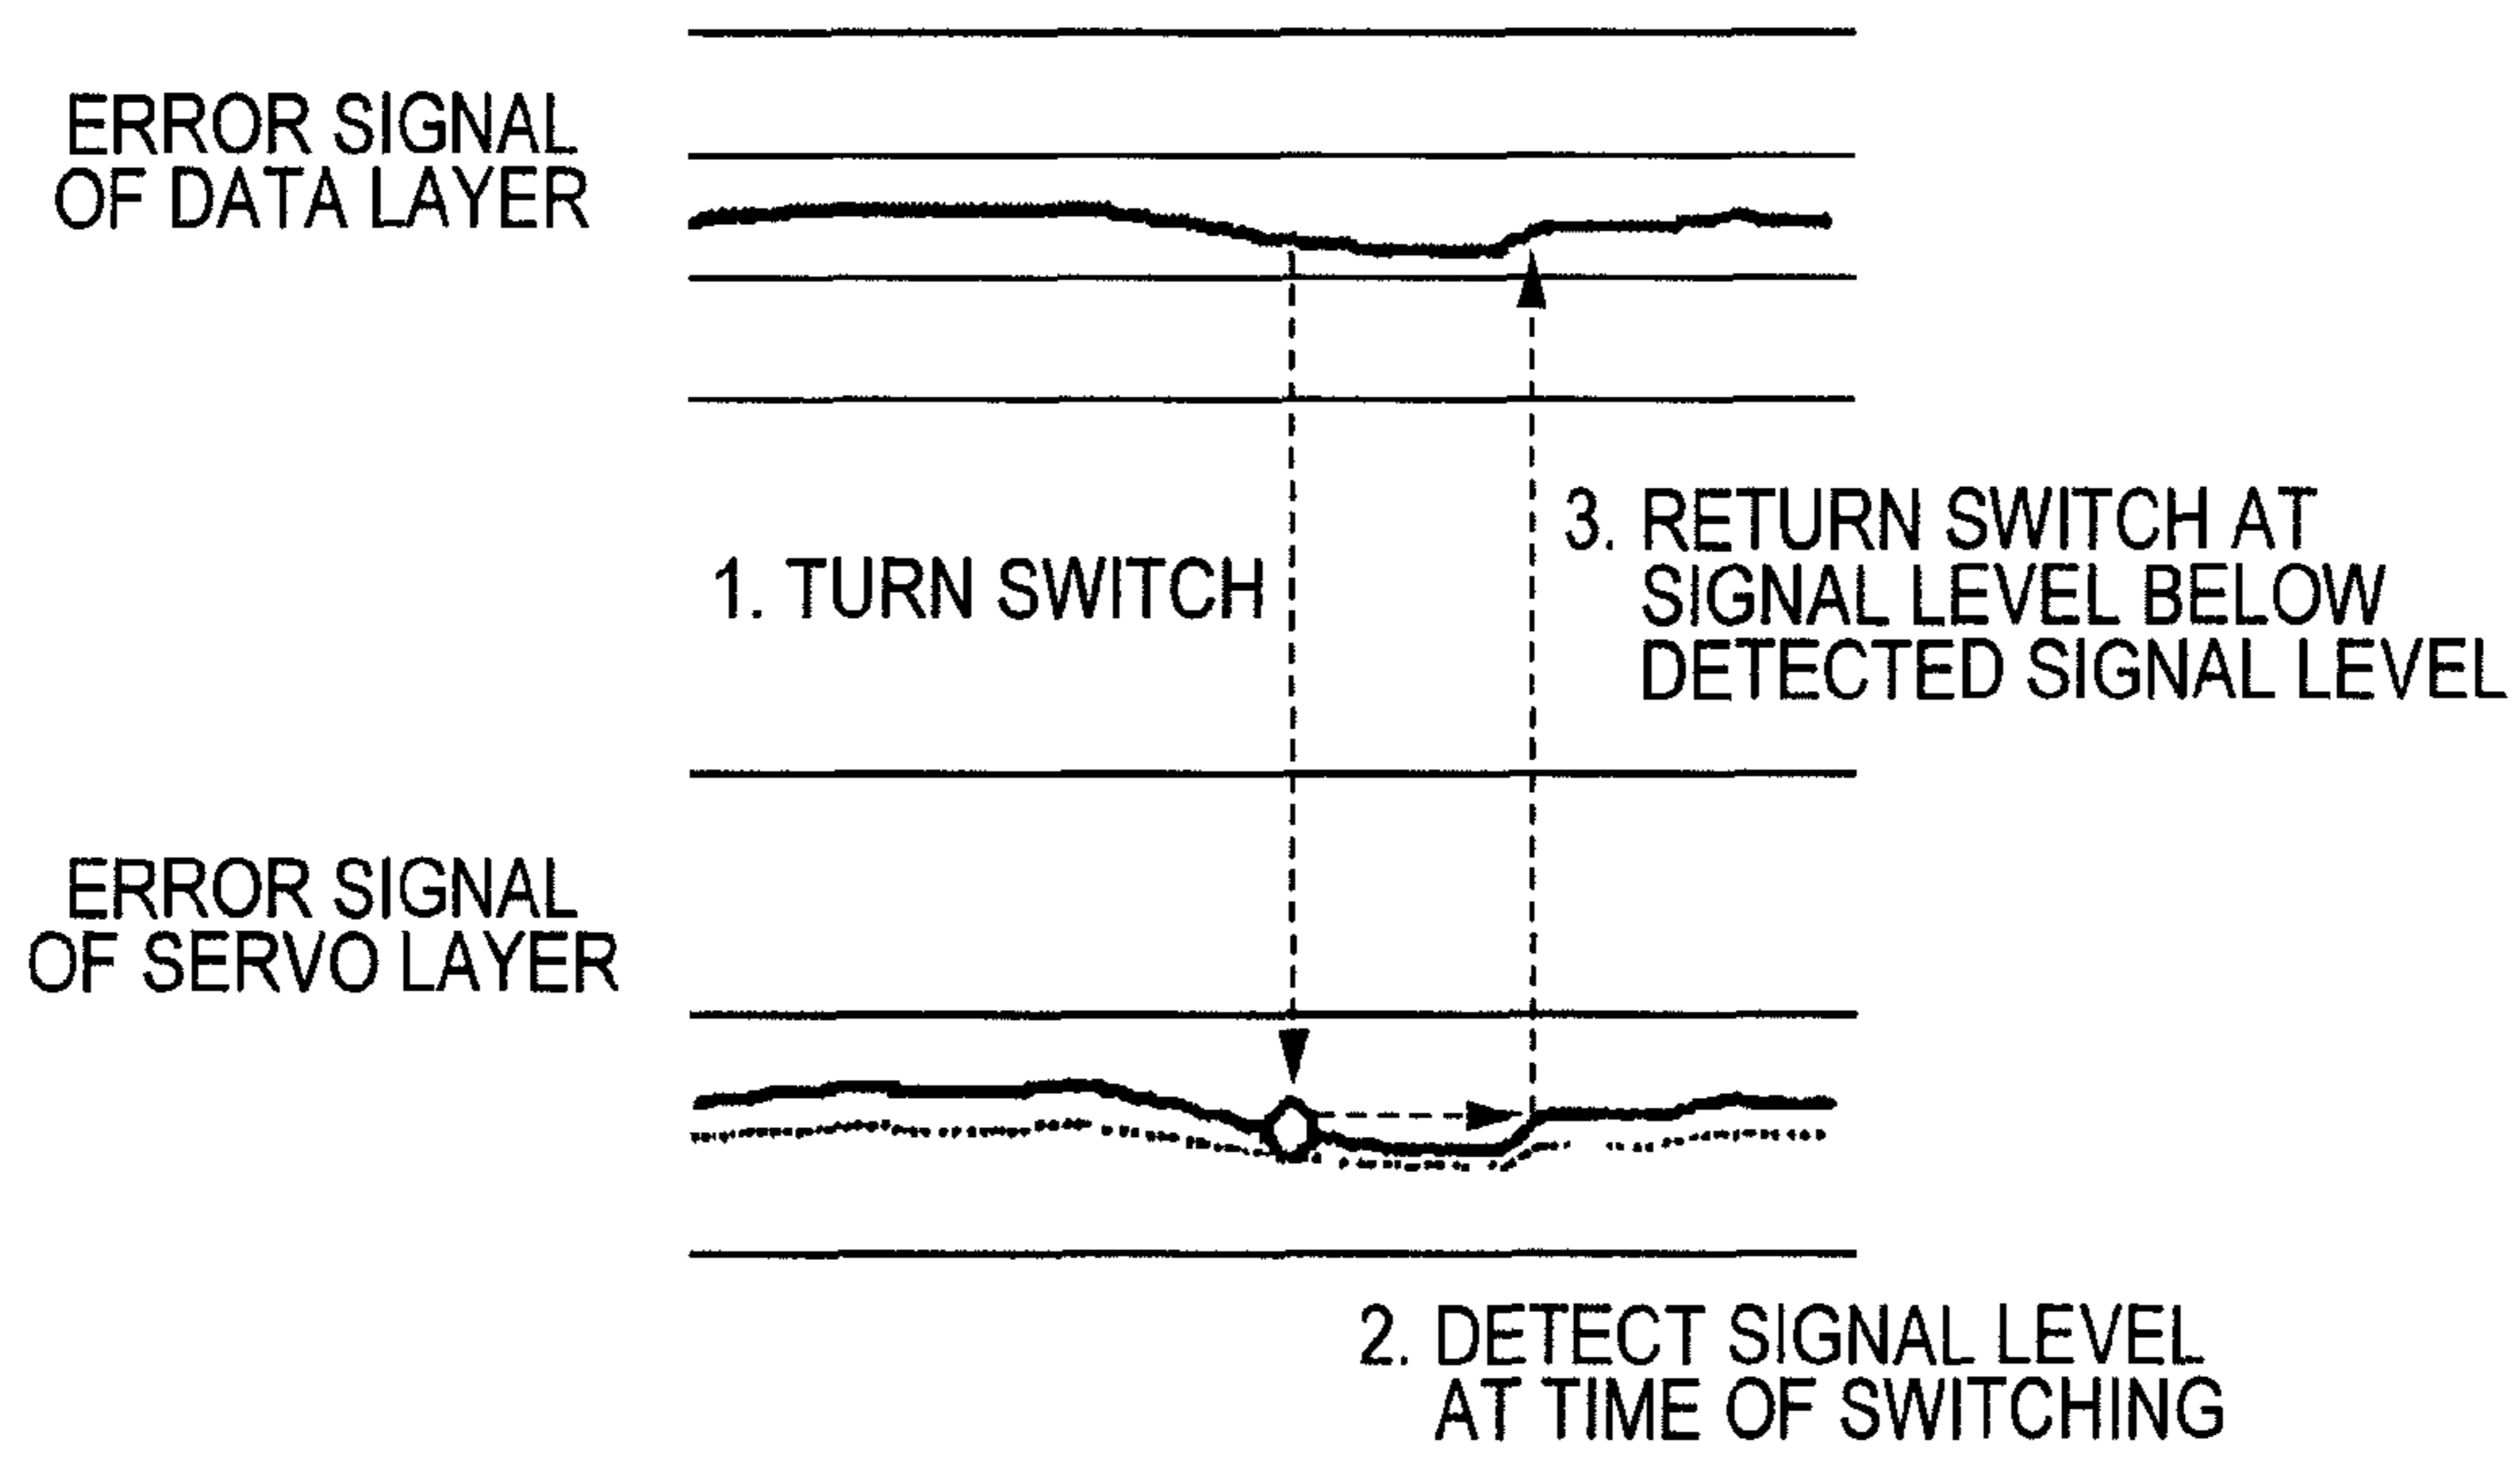 ERROR SIGNAL
OF DATA LAYER
3. RETURN SWITCH AT
SIGNAL LEVEL BELOW
DETECTED SIGNAL LEVEL
1. TURN SWITCH
ERROR SIGNAL
OF SERVO LAYER
2. DETECT SIGNAL LEVEL
AT TIME OF SWITCHING